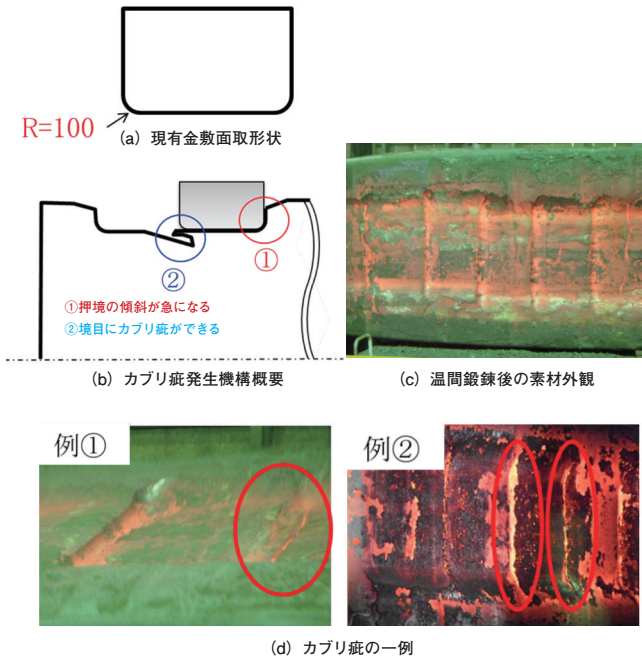 R=100
(a) 現有金敷面取形状
②
①
①押境の傾斜が急になる
②境目にカブリ疵ができる
(b) カブリ疵発生機構概要
(c) 温間鍛錬後の素材外観
例①
例②
(d) カブリ疵の一例